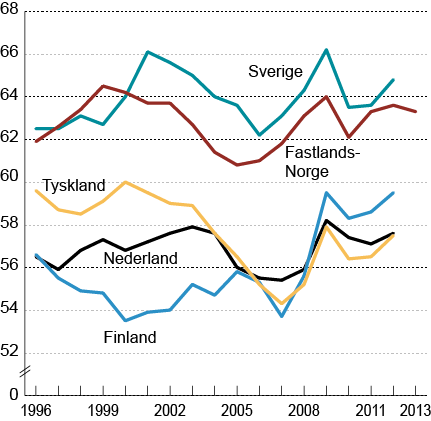 68
66
Sverige
64
62
Fastlands-
Norge
60
Tyskland
58
Nederland
56
54
Finland
52
0
1996 1999 2002 2005 2008 2011 2013